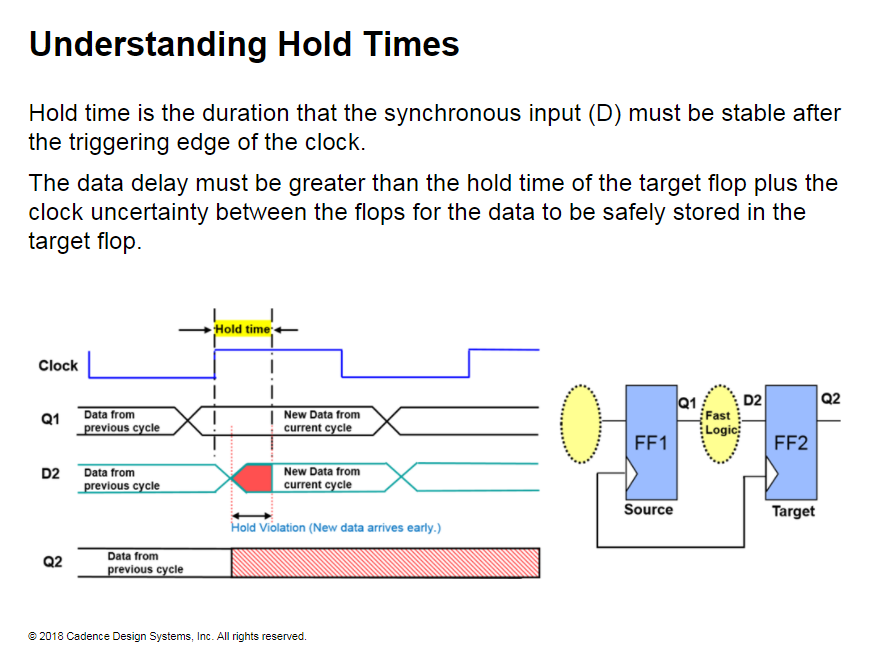 Understanding Hold Times
Hold time is the duration that the synchronous input (D) must be stable after
the triggering edge of the clock.
The data delay must be greater than the hold time of the target flop plus the
clock uncertainty between the flops for the data to be safely stored in the
target flop.
Hold time
Clock
Q1
Data from
previous cycle
New Data from
current cycle
D2
Data from
previous cycle
New Data from
current cycle
Hold Violation (New data arrives early.)
Q2
Data from
previous cycle
Q1
D2
Q2
Fast
Logic
FF1
FF2
Source
Target
© 2018 Cadence Design Systems, Inc. All rights reserved.